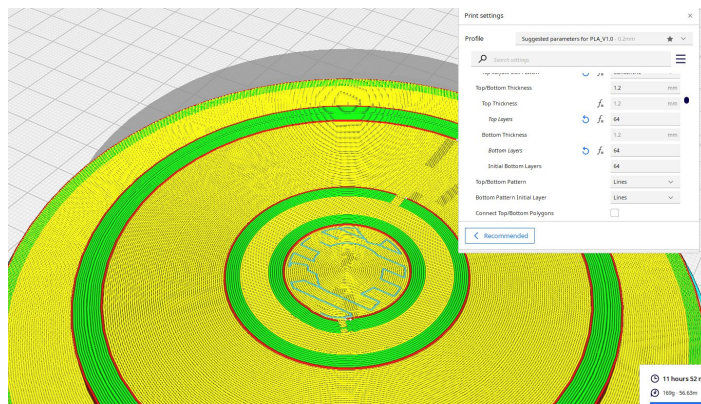 Print settings
Profile
Suggested parameters for PLA_V1.0 - 0.2mm
Search settings
Top/Bottom Thickness 1.2 mm
Top Thickness 1.2 mm
Top Layers 64
Bottom Thickness 1.2 mm
Bottom Layers 64
Initial Bottom Layers 64
Top/Bottom Pattern Lines
Bottom Pattern Initial Layer Lines
Connect Top/Bottom Polygons
Recommended
11 hours 52
169g · 56.63m